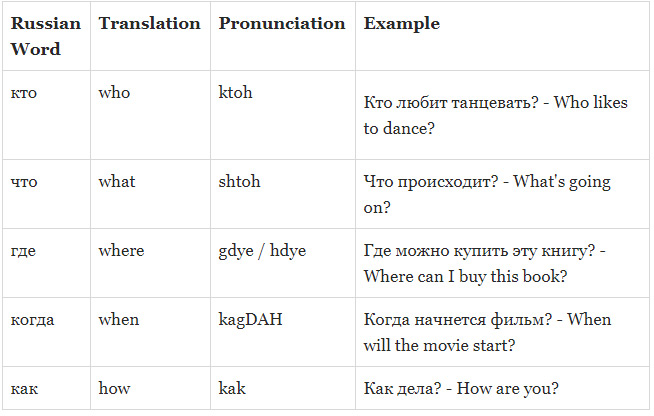 Russian Word Translation Pronunciation Example
кто who ktoh Кто любит танцевать? - Who likes
to dance?
что what shtoh Что происходит? - What's going
on?
где where gdye / hdye Где можно купить эту книгу? -
Where can I buy this book?
когда when kagDAH Когда начнется фильм? - When
will the movie start?
как how kak Как дела? - How are you?